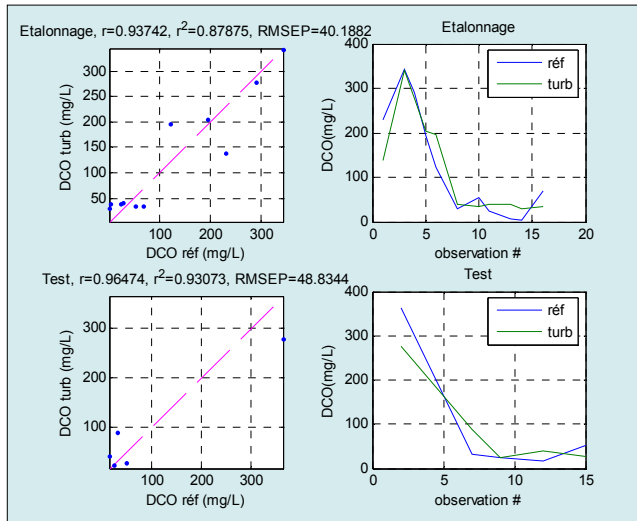 Etalonnage, r=0.93742, r²=0.87875, RMSEP=40.1882
DCO turb (mg/L)
300
250
200
150
100
50
100
200
300
DCO réf (mg/L)
DCO(mg/L)
400
300
200
100
0
0
5
10
15
20
observation #
réf
turb
Test, r=0.96474, r²=0.93073, RMSEP=48.8344
DCO turb (mg/L)
300
200
100
100
200
300
DCO réf (mg/L)
Test
DCO(mg/L)
400
300
200
100
0
0
5
10
15
observation #
réf
turb